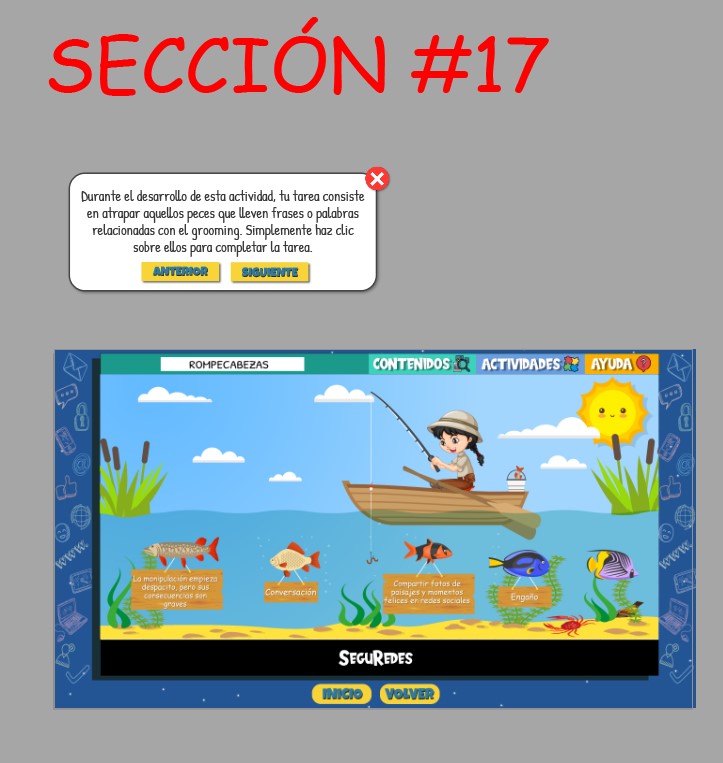 SECCIÓN #17
Durante el desarrollo de esta actividad, tu tarea consiste
en atrapar aquellos peces que lleven frases o palabras
relacionadas con el grooming. Simplemente haz clic
sobre ellos para completar la tarea.
ANTERIOR SIGUIENTE
ROMPECABEZAS CONTENIDOS ACTIVIDADES AYUDA
La manipulación empieza
despacito, pero sus
consecuencias son
graves
Conversación
Compartir fotos de
paisajes y momentos
felices en redes sociales
Engaño
SEGUREDES
INICIO VOLVER